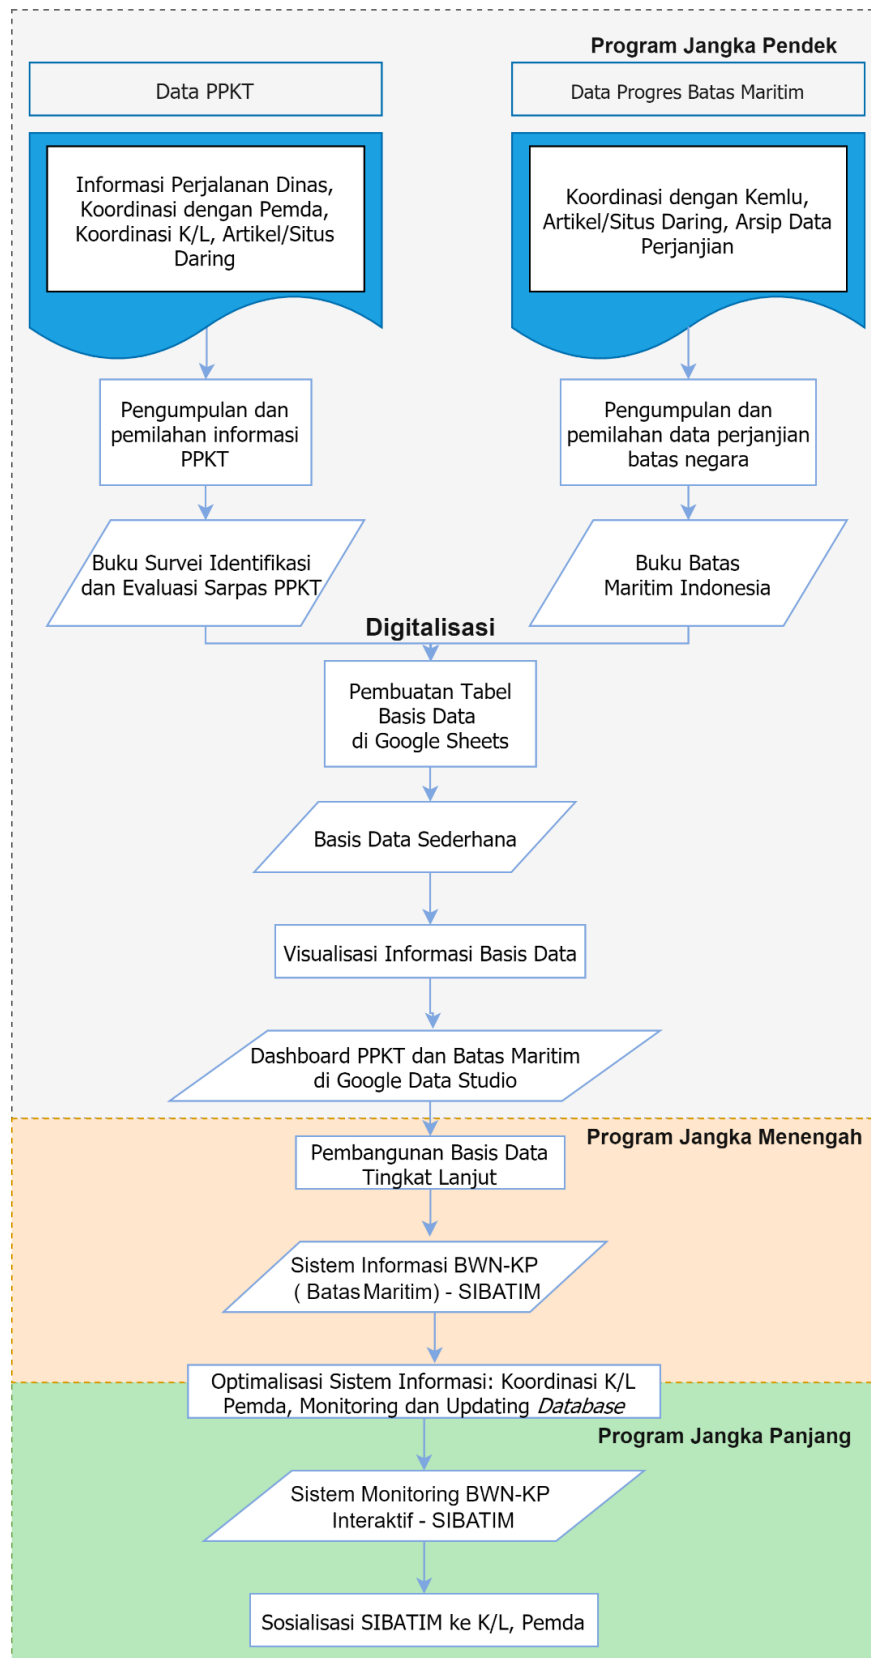 Program Jangka Pendek
Data PPKT
Data Progres Batas Maritim
Informasi Perjalanan Dinas,
Koordinasi dengan Pemda,
Koordinasi K/L, Artikel/Situs
Daring
Koordinasi dengan Kemlu,
Artikel/Situs Daring, Arsip Data
Perjanjian
Pengumpulan dan
pemilahan informasi
PPKT
Pengumpulan dan
pemilahan data perjanjian
batas negara
Buku Survei Identifikasi
dan Evaluasi Sarpas PPKT
Buku Batas
Maritim Indonesia
Digitalisasi
Pembuatan Tabel
Basis Data
di Google Sheets
Basis Data Sederhana
Visualisasi Informasi Basis Data
Dashboard PPKT dan Batas Maritim
di Google Data Studio
Program Jangka Menengah
Pembangunan Basis Data
Tingkat Lanjut
Sistem Informasi BWN-KP
( Batas Maritim) - SIBATIM
Optimalisasi Sistem Informasi: Koordinasi K/L
Pemda, Monitoring dan Updating Database
Program Jangka Panjang
Sistem Monitoring BWN-KP
Interaktif - SIBATIM
Sosialisasi SIBATIM ke K/L, Pemda